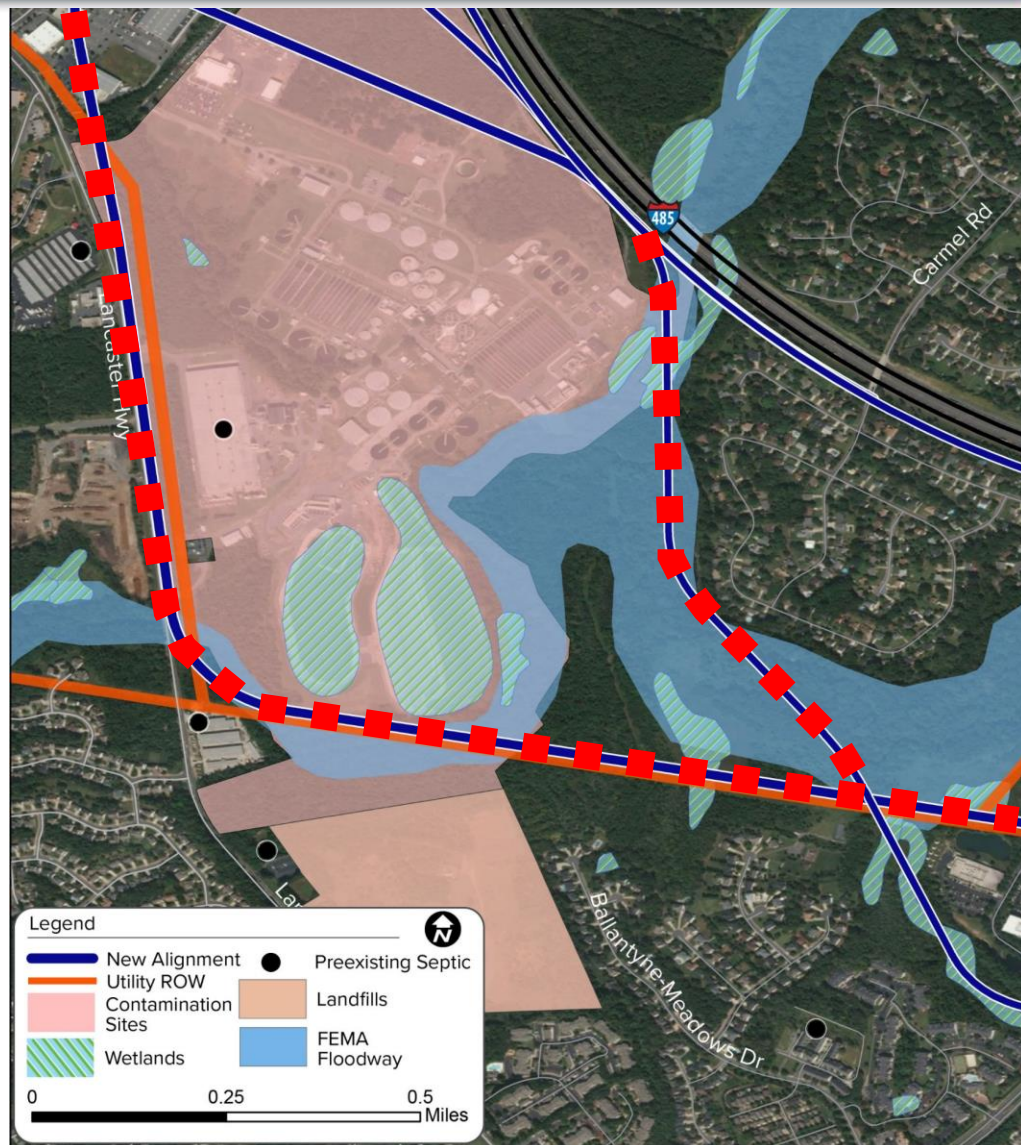 485
Carmel Rd
Lancaster Hwy
Ballantyne-Meadows Dr
Lan
Legend
N
New Alignment
Preexisting Septic
Utility ROW
Contamination
Sites
Landfills
Wetlands
FEMA
Floodway
0 0.25 0.5
Miles